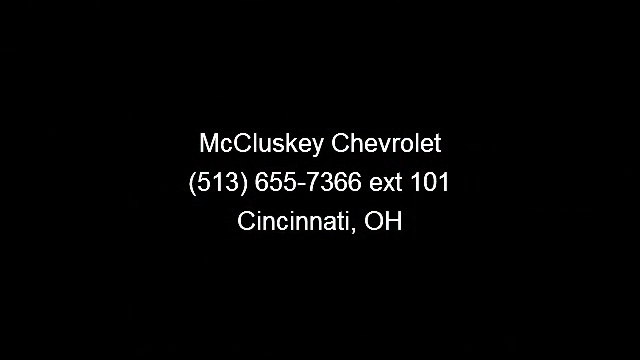 McCluskey Chevrolet
(513) 655-7366 ext 101
Cincinnati, OH